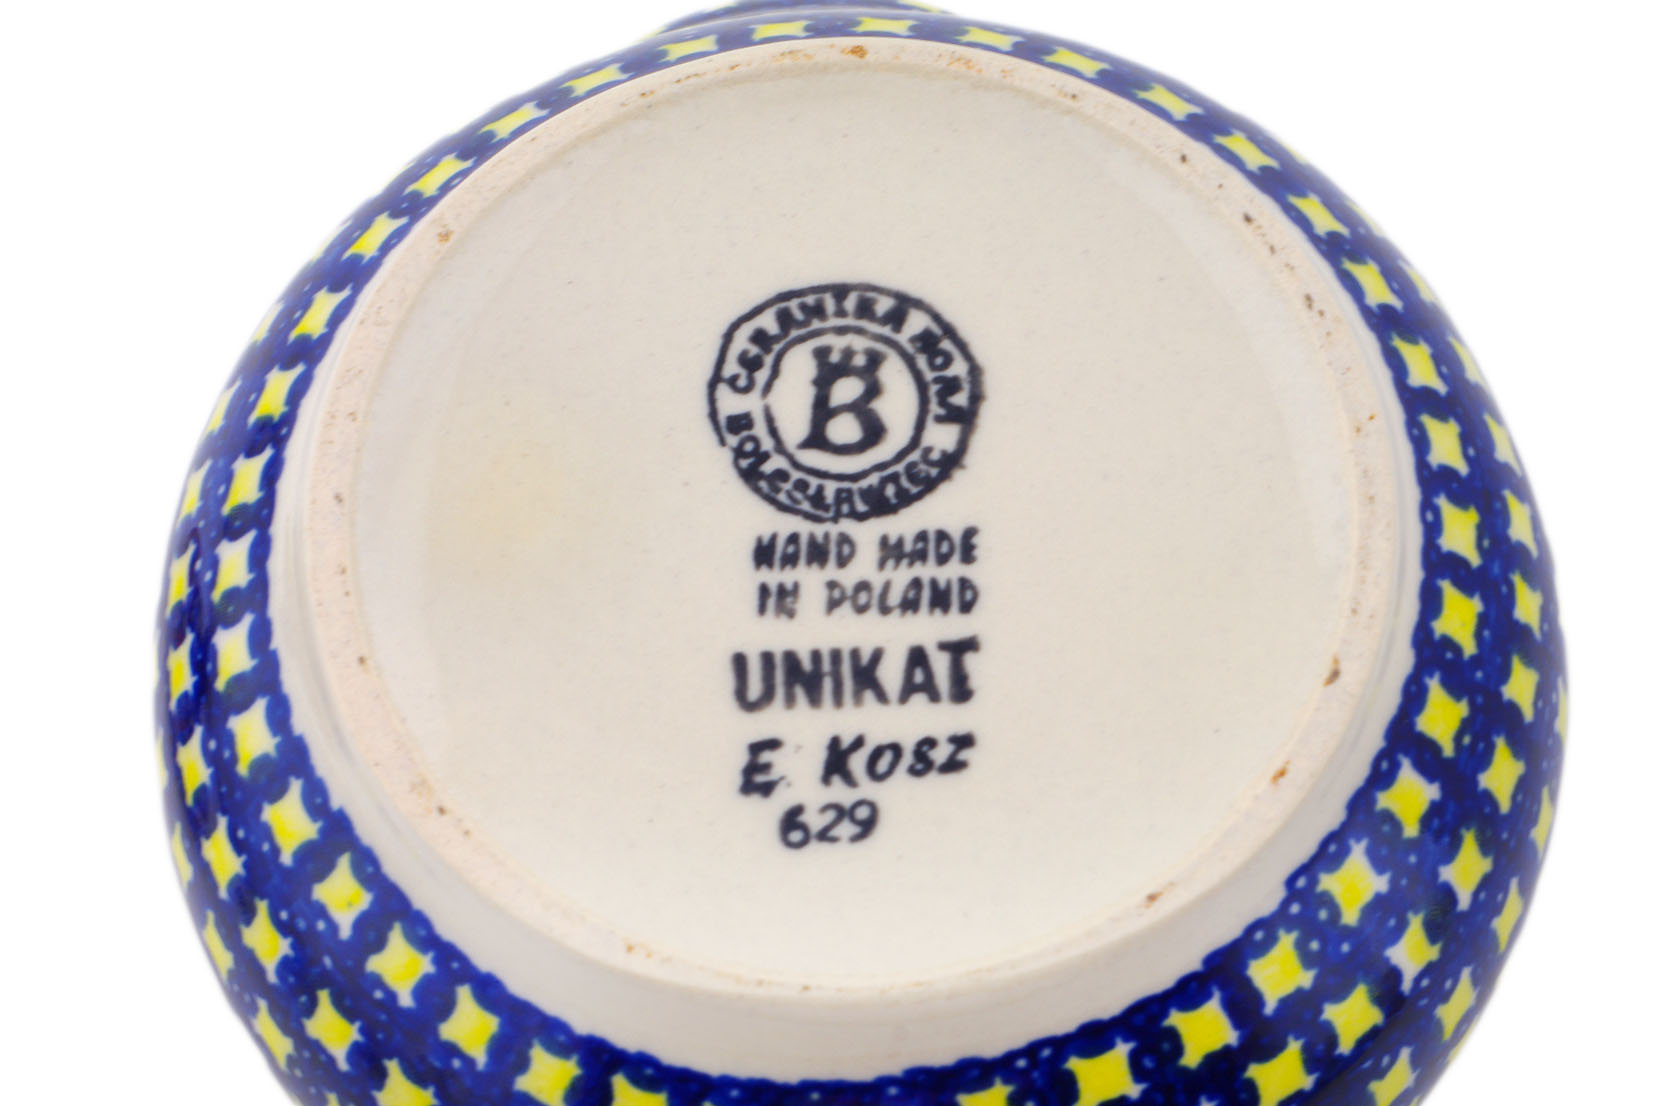 CERAMIKA BOM
B
BOLESŁAWIEC
HAND MADE
IN POLAND
UNIKAT
E. KOSZ
629